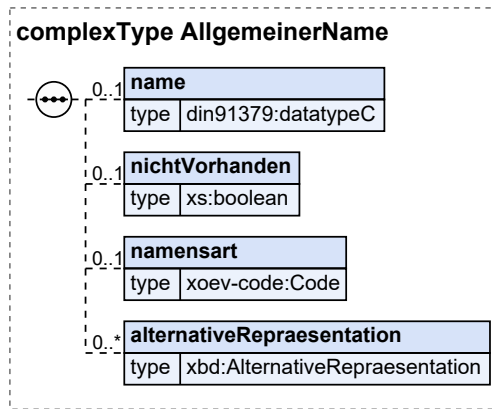 complexType AllgemeinerName
0..1 name
type din91379:datatypeC
0..1 nichtVorhanden
type xs:boolean
0..1 namensart
type xoev-code:Code
0..* alternativeRepraesentation
type xbd:AlternativeRepraesentation